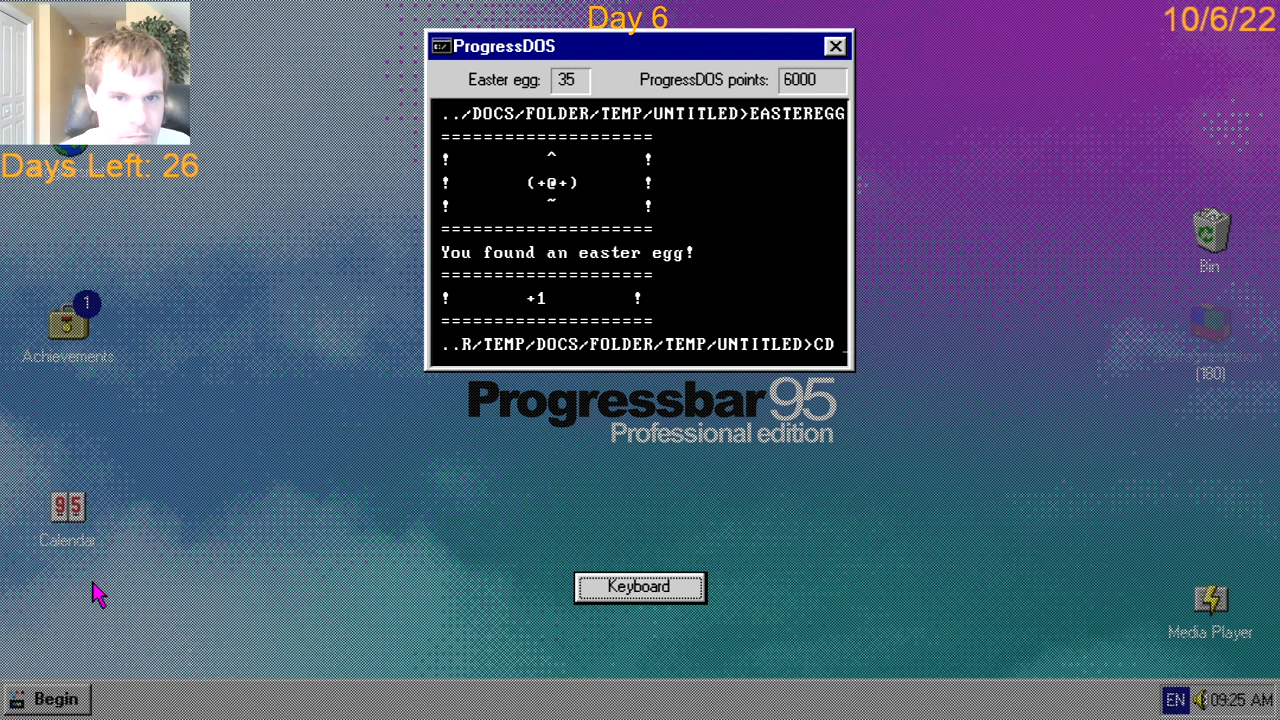 Day 6
10/6/22
ProgressDOS
Easter egg: 35 ProgressDOS points: 6000
../DOCS/FOLDER/TEMP/UNTITLED>EASTEREGG
====================
! ^ !
! (+@+) !
! ~ !
====================
You found an easter egg!
====================
! +1 !
====================
..R/TEMP/DOCS/FOLDER/TEMP/UNTITLED>CD _
Days Left: 26
Bin
1
Achievements
(180)
Progressbar95
Professional edition
95
Calendar
Keyboard
Media Player
Begin
EN 09:25 AM